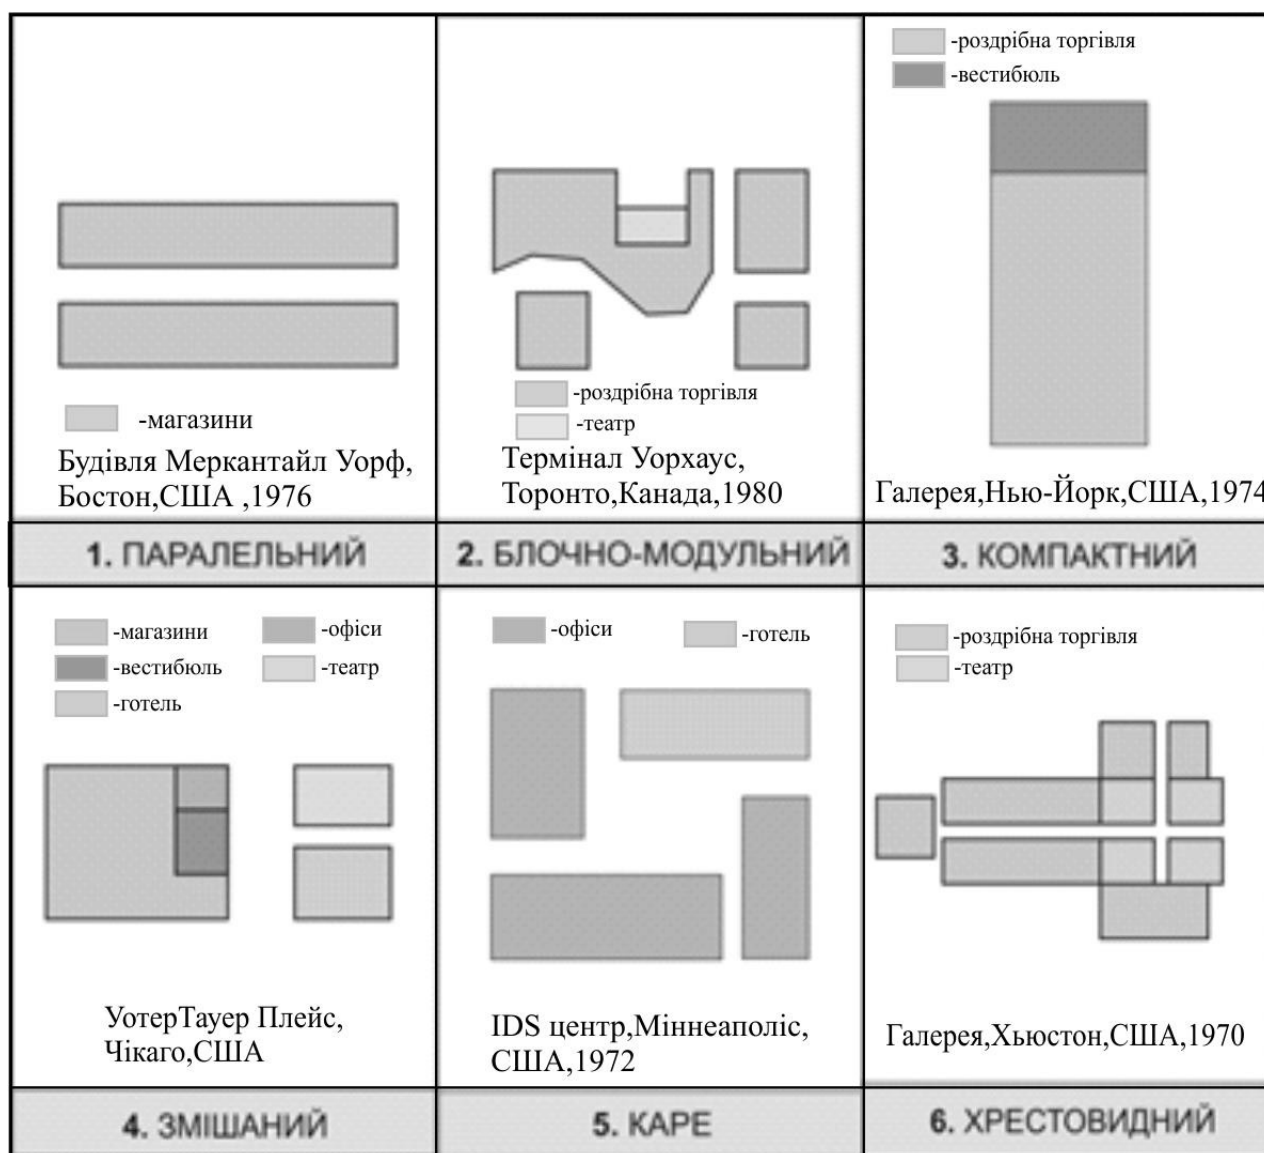 -магазини
Будівля Меркантайл Уорф,
Бостон,США ,1976
1. ПАРАЛЕЛЬНИЙ
-роздрібна торгівля
-театр
Термінал Уорхаус,
Торонто,Канада,1980
2. БЛОЧНО-МОДУЛЬНИЙ
-роздрібна торгівля
-вестибюль
Галерея,Нью-Йорк,США,1974
3. КОМПАКТНИЙ
-магазини
-офіси
-вестибюль
-театр
-готель
УотерТауер Плейс,
Чікаго,США
4. ЗМІШАНИЙ
-офіси
-готель
IDS центр,Міннеаполіс,
США,1972
5. КАРЕ
-роздрібна торгівля
-театр
Галерея,Хьюстон,США,1970
6. ХРЕСТОВИДНИЙ